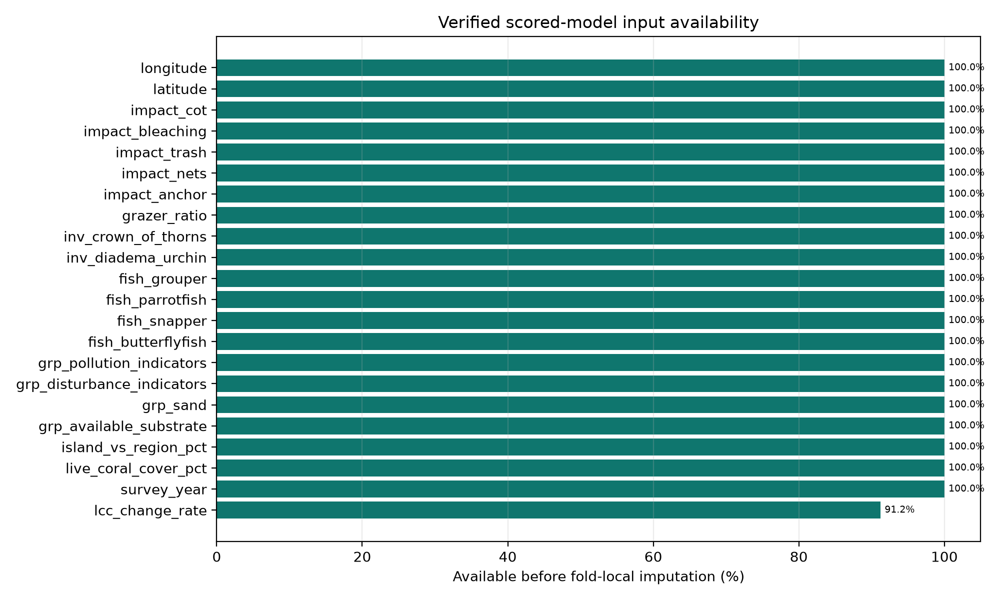 Verified scored-model input availability
longitude 100.0%
latitude 100.0%
impact_cot 100.0%
impact_bleaching 100.0%
impact_trash 100.0%
impact_nets 100.0%
impact_anchor 100.0%
grazer_ratio 100.0%
inv_crown_of_thorns 100.0%
inv_diadema_urchin 100.0%
fish_grouper 100.0%
fish_parrotfish 100.0%
fish_snapper 100.0%
fish_butterflyfish 100.0%
grp_pollution_indicators 100.0%
grp_disturbance_indicators 100.0%
grp_sand 100.0%
grp_available_substrate 100.0%
island_vs_region_pct 100.0%
live_coral_cover_pct 100.0%
survey_year 100.0%
lcc_change_rate 91.2%
0 20 40 60 80 100
Available before fold-local imputation (%)